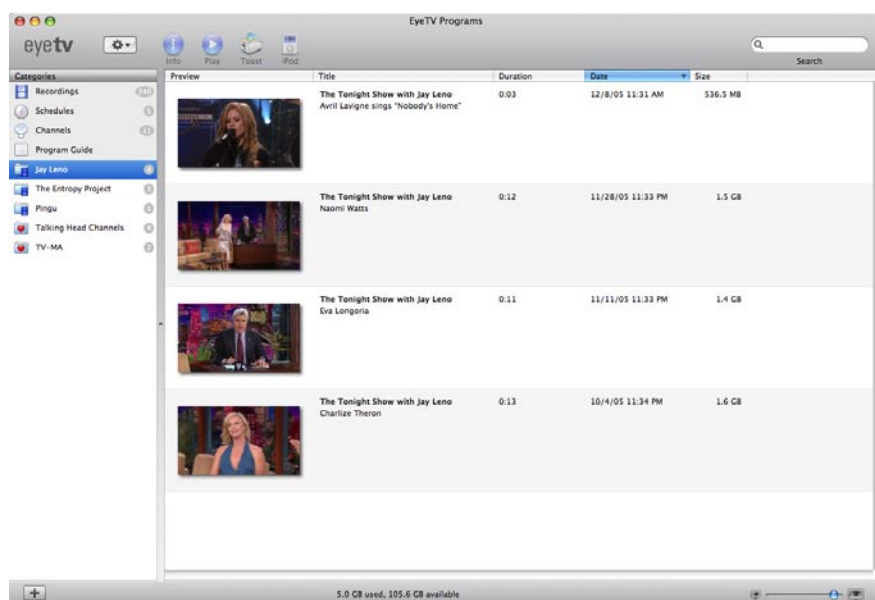 EyeTV Programs
eyetv
Info Play Toast iPod
Search
Categories
Recordings
Schedules
Channels
Program Guide
Jay Leno
The Entropy Project
Pingu
Talking Head Channels
TV-MA
Preview Title Duration Date Size
The Tonight Show with Jay Leno 0:03 12/8/05 11:31 AM 536.5 MB
Avril Lavigne sings "Nobody's Home"
The Tonight Show with Jay Leno 0:12 11/28/05 11:33 PM 1.5 GB
Naomi Watts
The Tonight Show with Jay Leno 0:11 11/11/05 11:33 PM 1.4 GB
Eva Longoria
The Tonight Show with Jay Leno 0:13 10/4/05 11:34 PM 1.6 GB
Charlize Theron
5.0 GB used, 105.6 GB available